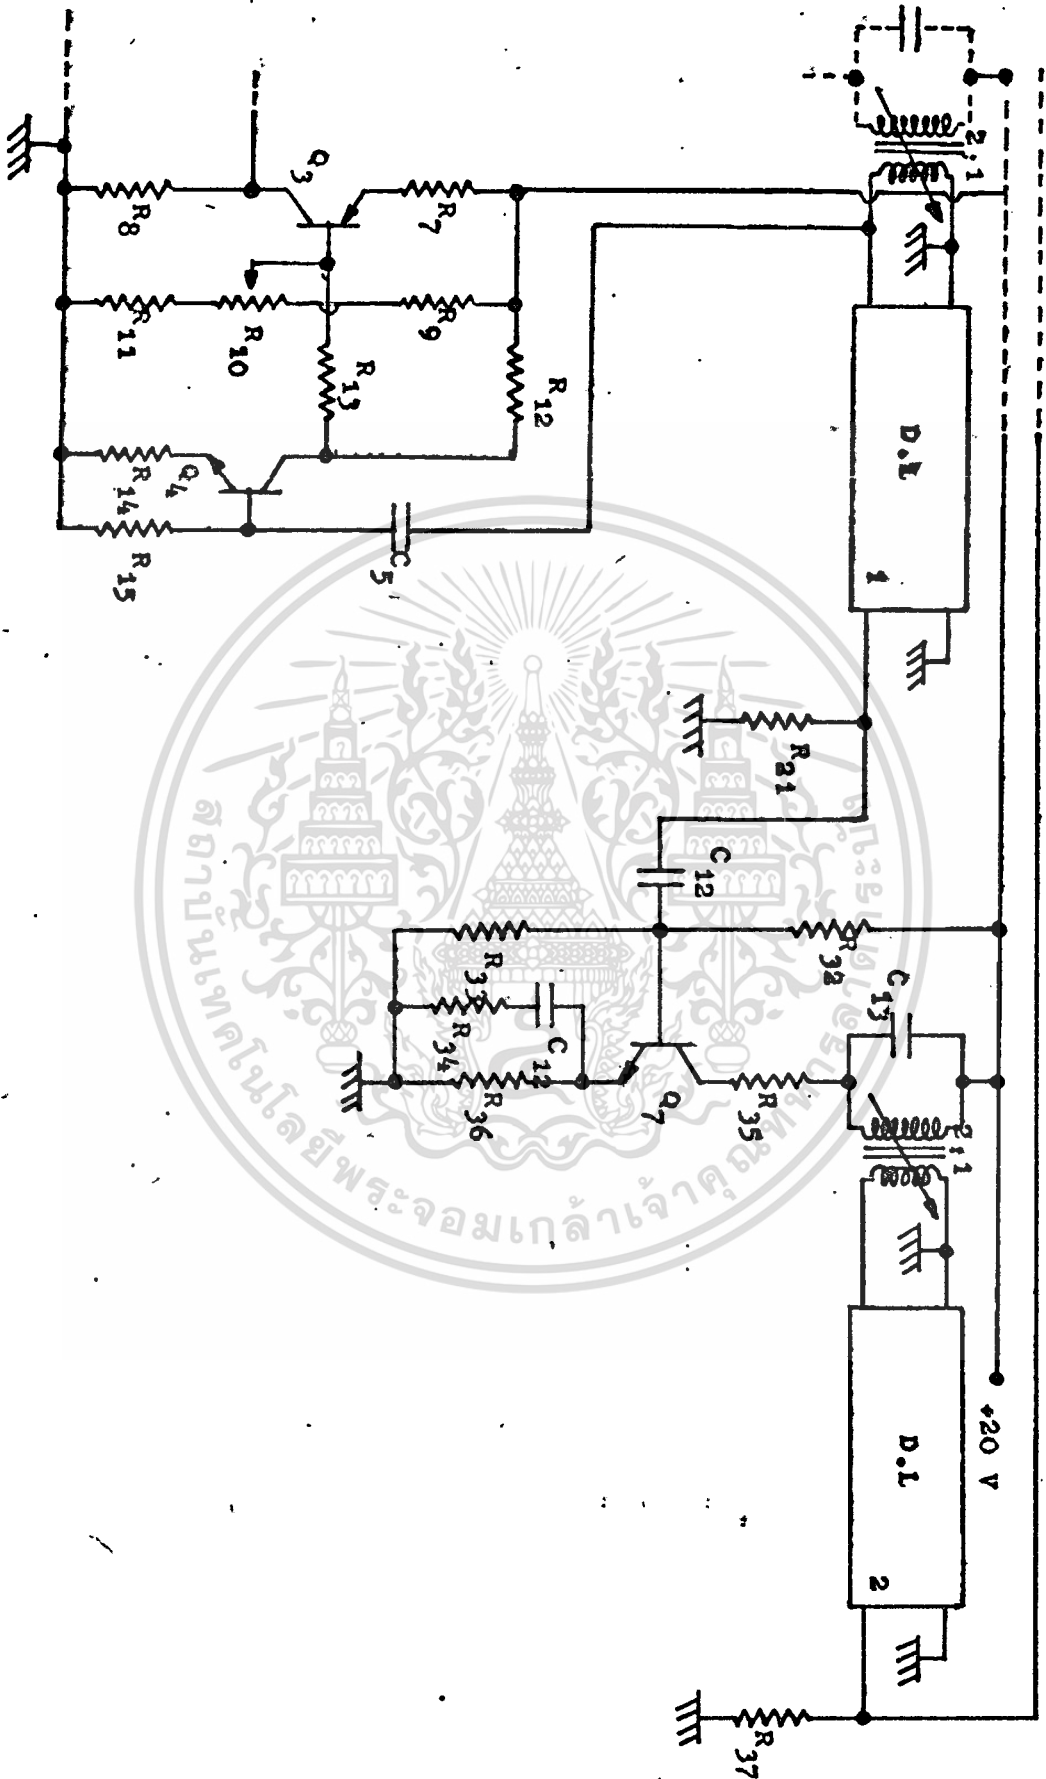 2:1
D.L
1
Q3
R7
R8
R9
R10
R11
R12
R13
Q4
R14
R15
C5
R21
C12
R32
R33
C12
R34
R36
Q7
R35
C13
2:1
+20 V
D.L
2
R37
สถาบันเทคโนโลยีพระจอมเกล้าเจ้าคุณทหารลาดกระบัง